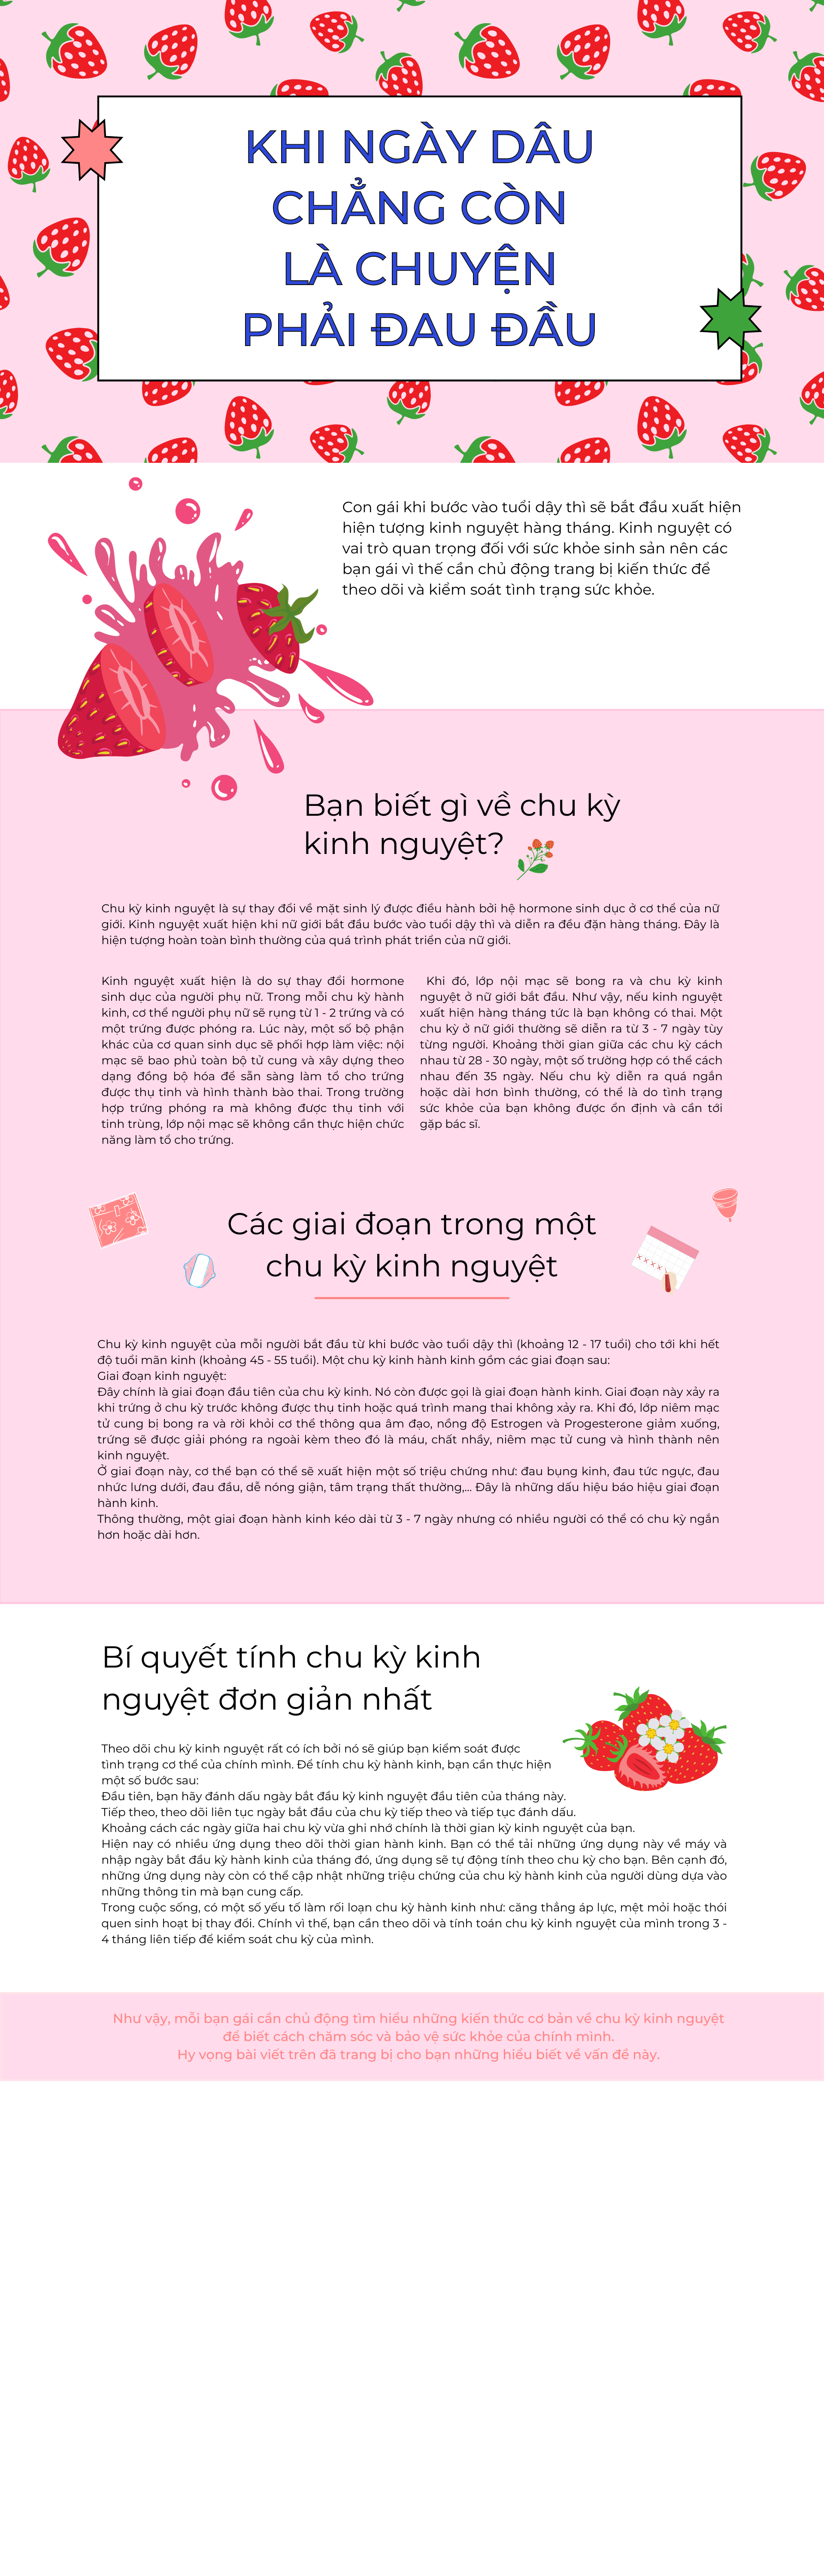 KHI NGÀY DÂU
CHẲNG CÒN
LÀ CHUYỆN
PHẢI ĐAU ĐẦU
Con gái khi bước vào tuổi dậy thì sẽ bắt đầu xuất hiện
hiện tượng kinh nguyệt hàng tháng. Kinh nguyệt có
vai trò quan trọng đối với sức khỏe sinh sản nên các
bạn gái vì thế cần chủ động trang bị kiến thức để
theo dõi và kiểm soát tình trạng sức khỏe.
Bạn biết gì về chu kỳ
kinh nguyệt?
Chu kỳ kinh nguyệt là sự thay đổi về mặt sinh lý được điều hành bởi hệ hormone sinh dục ở cơ thể của nữ
giới. Kinh nguyệt xuất hiện khi nữ giới bắt đầu bước vào tuổi dậy thì và diễn ra đều đặn hàng tháng. Đây là
hiện tượng hoàn toàn bình thường của quá trình phát triển của nữ giới.
Kinh nguyệt xuất hiện là do sự thay đổi hormone
sinh dục của người phụ nữ. Trong mỗi chu kỳ hành
kinh, cơ thể người phụ nữ sẽ rụng từ 1 - 2 trứng và có
một trứng được phóng ra. Lúc này, một số bộ phận
khác của cơ quan sinh dục sẽ phối hợp làm việc: nội
mạc sẽ bao phủ toàn bộ tử cung và xây dựng theo
dạng đồng bộ hóa để sẵn sàng làm tổ cho trứng
được thụ tinh và hình thành bào thai. Trong trường
hợp trứng phóng ra mà không được thụ tinh với
tinh trùng, lớp nội mạc sẽ không cần thực hiện chức
năng làm tổ cho trứng.
Khi đó, lớp nội mạc sẽ bong ra và chu kỳ kinh
nguyệt ở nữ giới bắt đầu. Như vậy, nếu kinh nguyệt
xuất hiện hàng tháng tức là bạn không có thai. Một
chu kỳ ở nữ giới thường sẽ diễn ra từ 3 - 7 ngày tùy
từng người. Khoảng thời gian giữa các chu kỳ cách
nhau từ 28 - 30 ngày, một số trường hợp có thể cách
nhau đến 35 ngày. Nếu chu kỳ diễn ra quá ngắn
hoặc dài hơn bình thường, có thể là do tình trạng
sức khỏe của bạn không được ổn định và cần tới
gặp bác sĩ.
Các giai đoạn trong một
chu kỳ kinh nguyệt
Chu kỳ kinh nguyệt của mỗi người bắt đầu từ khi bước vào tuổi dậy thì (khoảng 12 - 17 tuổi) cho tới khi hết
độ tuổi mãn kinh (khoảng 45 - 55 tuổi). Một chu kỳ kinh hành kinh gồm các giai đoạn sau:
Giai đoạn kinh nguyệt:
Đây chính là giai đoạn đầu tiên của chu kỳ kinh. Nó còn được gọi là giai đoạn hành kinh. Giai đoạn này xảy ra
khi trứng ở chu kỳ trước không được thụ tinh hoặc quá trình mang thai không xảy ra. Khi đó, lớp niêm mạc
tử cung bị bong ra và rời khỏi cơ thể thông qua âm đạo, nồng độ Estrogen và Progesterone giảm xuống,
trứng sẽ được giải phóng ra ngoài kèm theo đó là máu, chất nhầy, niêm mạc tử cung và hình thành nên
kinh nguyệt.
Ở giai đoạn này, cơ thể bạn có thể sẽ xuất hiện một số triệu chứng như: đau bụng kinh, đau tức ngực, đau
nhức lưng dưới, đau đầu, dễ nóng giận, tâm trạng thất thường,... Đây là những dấu hiệu báo hiệu giai đoạn
hành kinh.
Thông thường, một giai đoạn hành kinh kéo dài từ 3 - 7 ngày nhưng có nhiều người có thể có chu kỳ ngắn
hơn hoặc dài hơn.
Bí quyết tính chu kỳ kinh
nguyệt đơn giản nhất
Theo dõi chu kỳ kinh nguyệt rất có ích bởi nó sẽ giúp bạn kiểm soát được
tình trạng cơ thể của chính mình. Để tính chu kỳ hành kinh, bạn cần thực hiện
một số bước sau:
Đầu tiên, bạn hãy đánh dấu ngày bắt đầu kỳ kinh nguyệt đầu tiên của tháng này.
Tiếp theo, theo dõi liên tục ngày bắt đầu của chu kỳ tiếp theo và tiếp tục đánh dấu.
Khoảng cách các ngày giữa hai chu kỳ vừa ghi nhớ chính là thời gian kỳ kinh nguyệt của bạn.
Hiện nay có nhiều ứng dụng theo dõi thời gian hành kinh. Bạn có thể tải những ứng dụng này về máy và
nhập ngày bắt đầu kỳ hành kinh của tháng đó, ứng dụng sẽ tự động tính theo chu kỳ cho bạn. Bên cạnh đó,
những ứng dụng này còn có thể cập nhật những triệu chứng của chu kỳ hành kinh của người dùng dựa vào
những thông tin mà bạn cung cấp.
Trong cuộc sống, có một số yếu tố làm rối loạn chu kỳ hành kinh như: căng thẳng áp lực, mệt mỏi hoặc thói
quen sinh hoạt bị thay đổi. Chính vì thế, bạn cần theo dõi và tính toán chu kỳ kinh nguyệt của mình trong 3 -
4 tháng liên tiếp để kiểm soát chu kỳ của mình.
Như vậy, mỗi bạn gái cần chủ động tìm hiểu những kiến thức cơ bản về chu kỳ kinh nguyệt
để biết cách chăm sóc và bảo vệ sức khỏe của chính mình.
Hy vọng bài viết trên đã trang bị cho bạn những hiểu biết về vấn đề này.